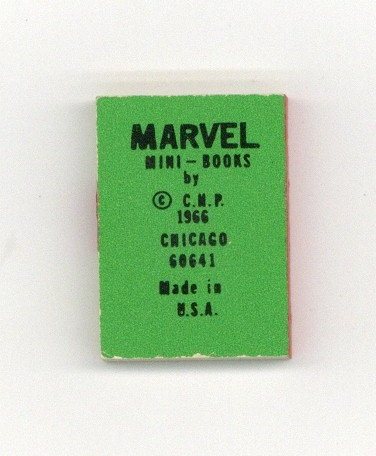 MARVEL
MINI-BOOKS
by
© C.M.P.
1966
CHICAGO
60641
Made in
U.S.A.